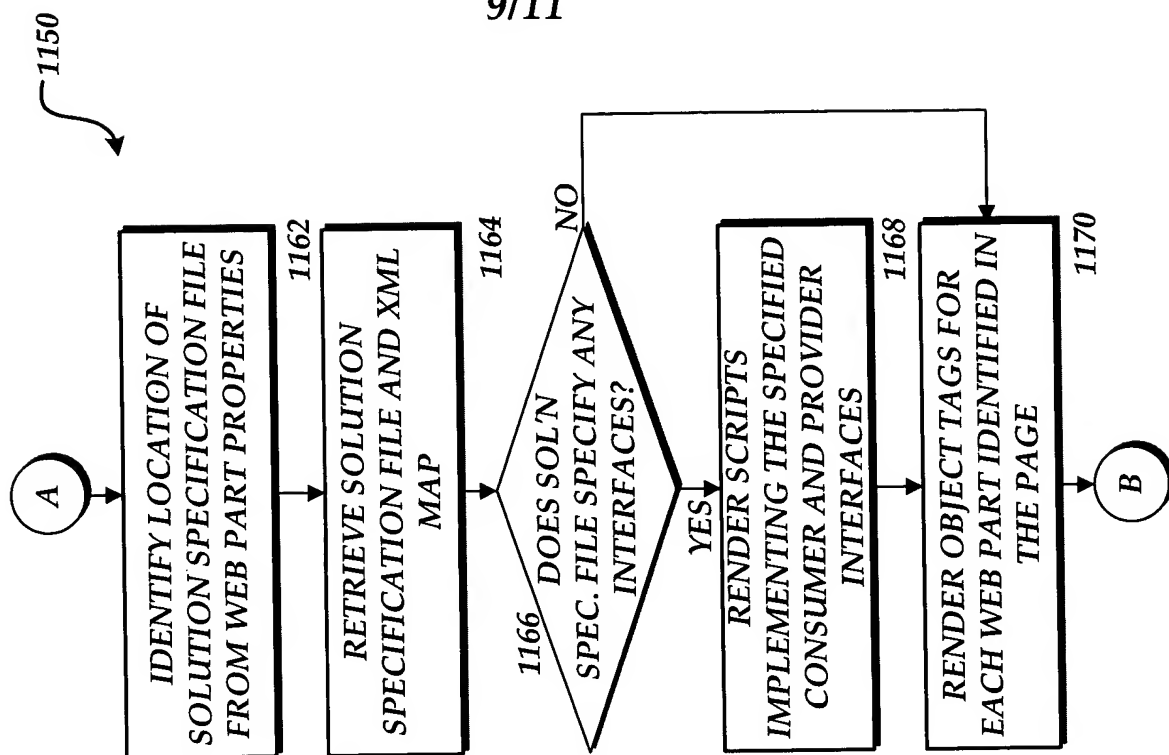 9/11
1150
A
IDENTIFY LOCATION OF
SOLUTION SPECIFICATION FILE
FROM WEB PART PROPERTIES
1162
RETRIEVE SOLUTION
SPECIFICATION FILE AND XML
MAP
1164
1166
DOES SOL'N
SPEC. FILE SPECIFY ANY
INTERFACES?
NO
YES
RENDER SCRIPTS
IMPLEMENTING THE SPECIFIED
CONSUMER AND PROVIDER
INTERFACES
1168
RENDER OBJECT TAGS FOR
EACH WEB PART IDENTIFIED IN
THE PAGE
1170
B